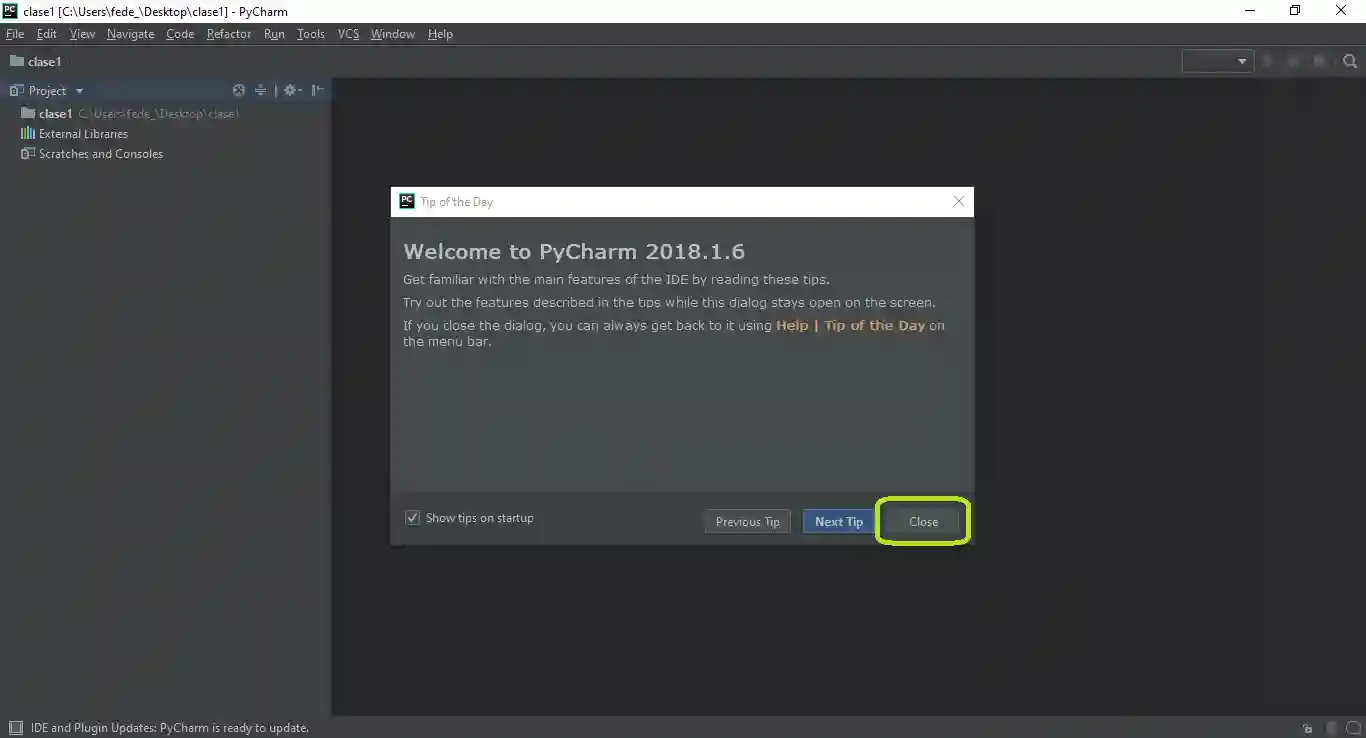 clase1 [C:\Users\fede_\Desktop\clase1] - PyCharm
File Edit View Navigate Code Refactor Run Tools VCS Window Help
clase1
Project
clase1 C:\Users\fede_\Desktop\clase1
External Libraries
Scratches and Consoles
Tip of the Day
Welcome to PyCharm 2018.1.6
Get familiar with the main features of the IDE by reading these tips.
Try out the features described in the tips while this dialog stays open on the screen.
If you close the dialog, you can always get back to it using Help | Tip of the Day on
the menu bar.
Show tips on startup
Previous Tip
Next Tip
Close
IDE and Plugin Updates: PyCharm is ready to update.